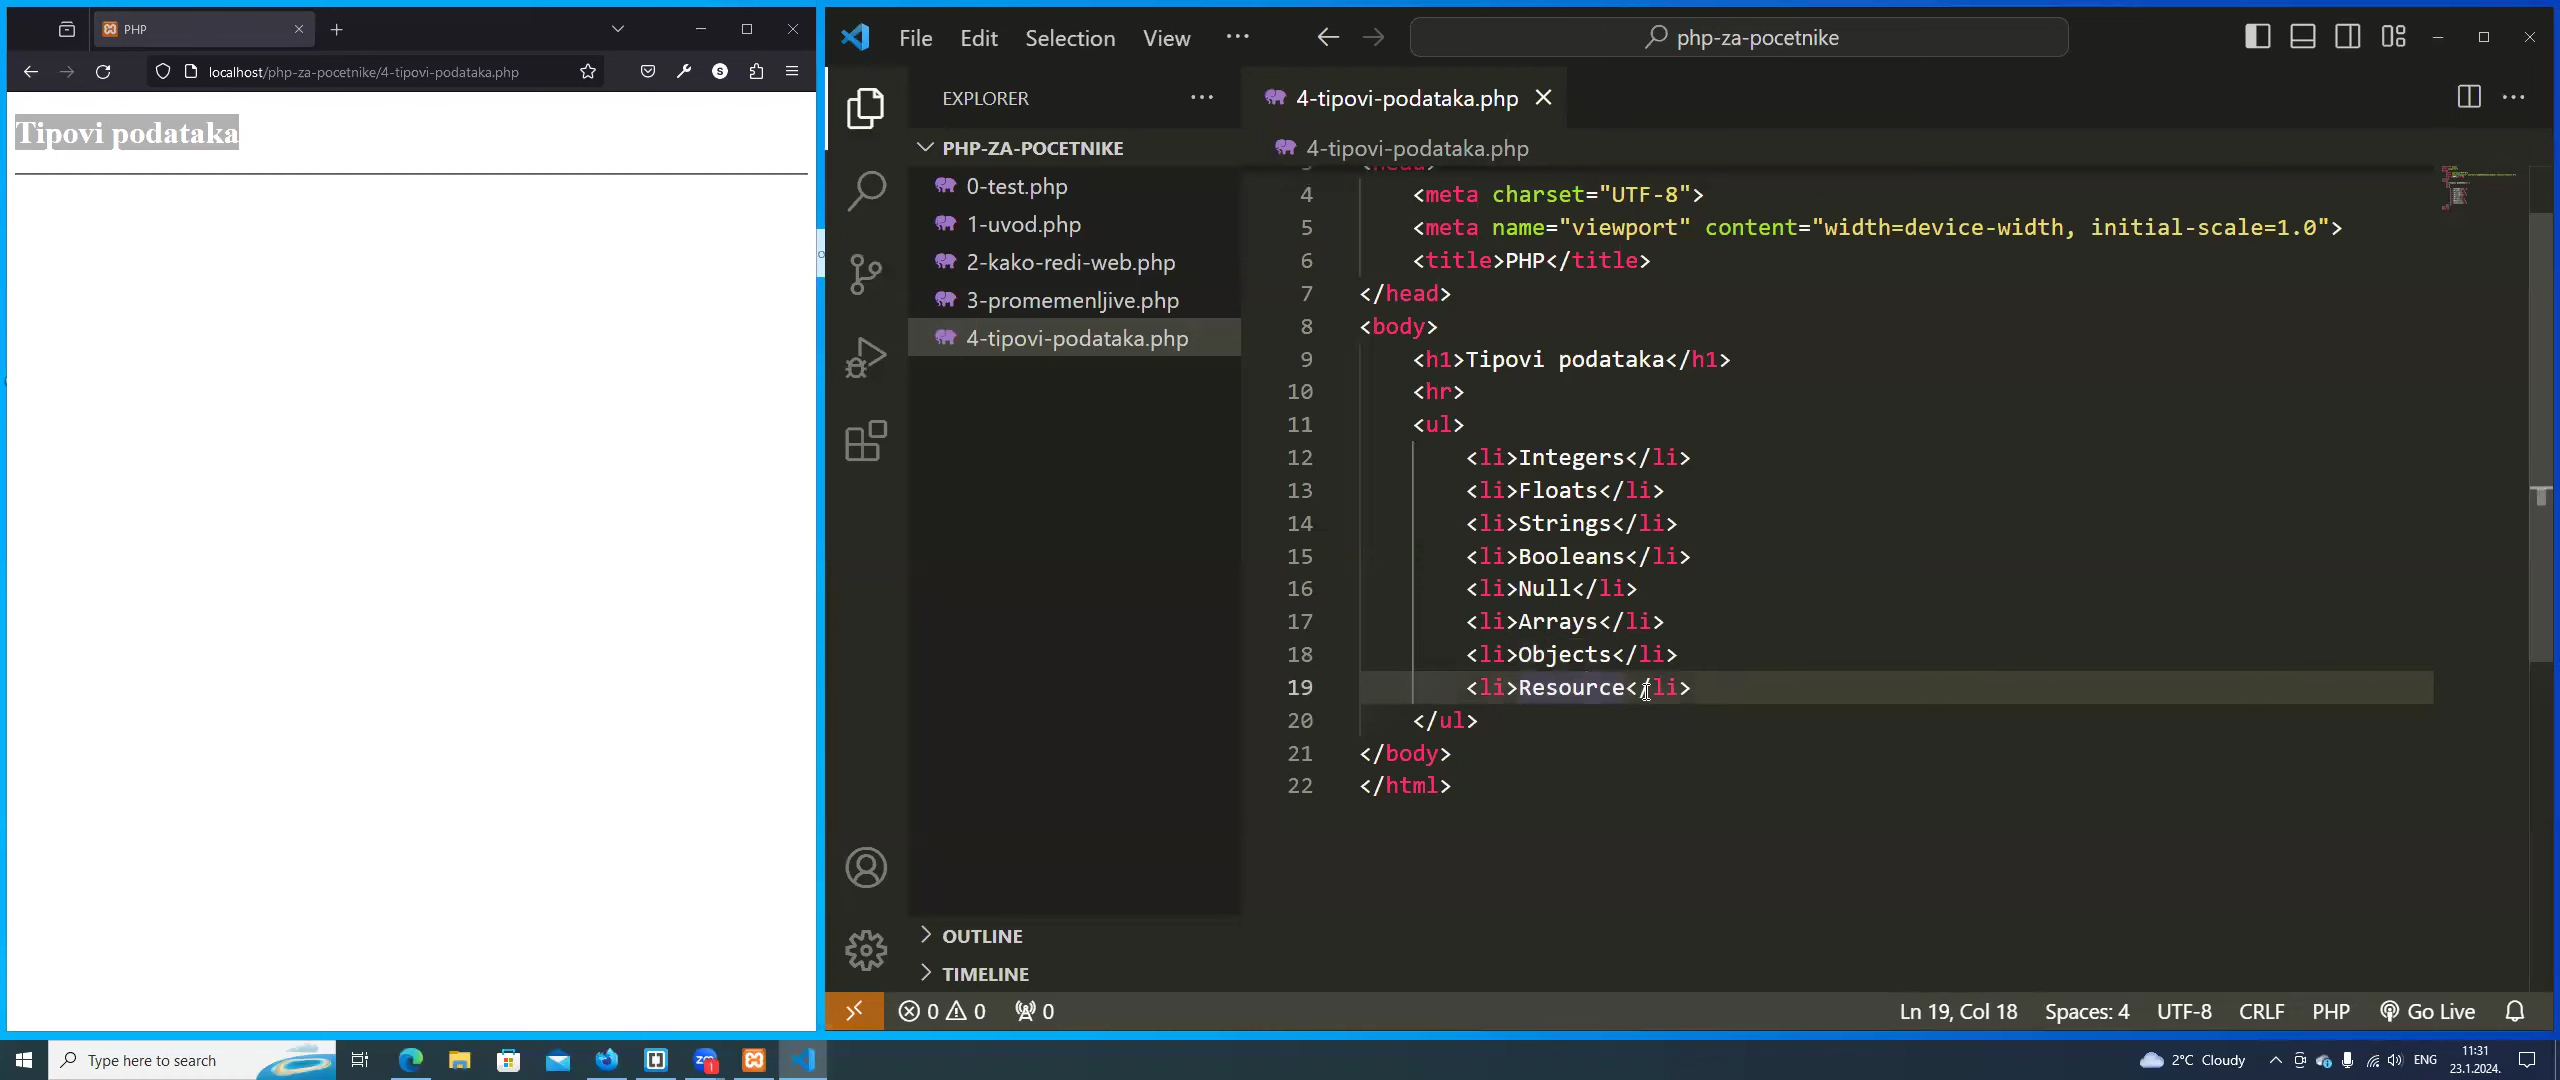 PHP
localhost/php-za-pocetnike/4-tipovi-podataka.php
Tipovi podataka
File Edit Selection View ···
php-za-pocetnike
EXPLORER
PHP-ZA-POCETNIKE
0-test.php
1-uvod.php
2-kako-redi-web.php
3-promemenljive.php
4-tipovi-podataka.php
OUTLINE
TIMELINE
4-tipovi-podataka.php
4-tipovi-podataka.php
4 <meta charset="UTF-8">
5 <meta name="viewport" content="width=device-width, initial-scale=1.0">
6 <title>PHP</title>
7 </head>
8 <body>
9 <h1>Tipovi podataka</h1>
10 <hr>
11 <ul>
12 <li>Integers</li>
13 <li>Floats</li>
14 <li>Strings</li>
15 <li>Booleans</li>
16 <li>Null</li>
17 <li>Arrays</li>
18 <li>Objects</li>
19 <li>Resource</li>
20 </ul>
21 </body>
22 </html>
0 0 0
Ln 19, Col 18 Spaces: 4 UTF-8 CRLF PHP Go Live
Type here to search
2°C Cloudy ENG
11:31
23.1.2024.